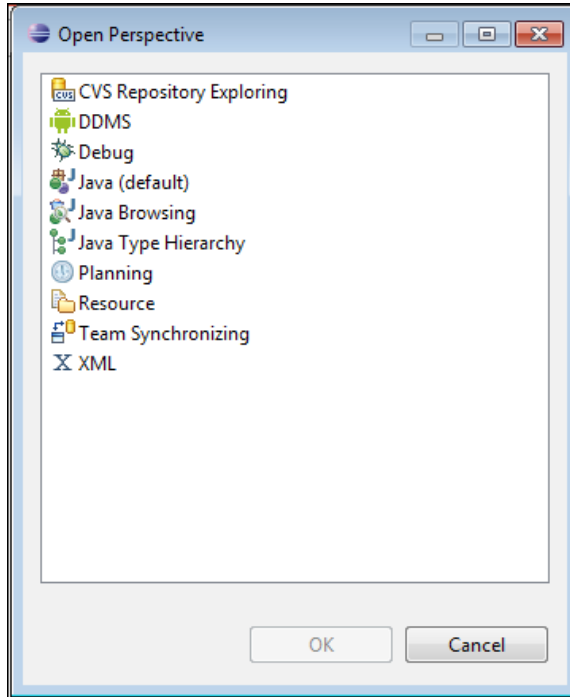 Open Perspective
CVS Repository Exploring
DDMS
Debug
Java (default)
Java Browsing
Java Type Hierarchy
Planning
Resource
Team Synchronizing
XML
OK
Cancel